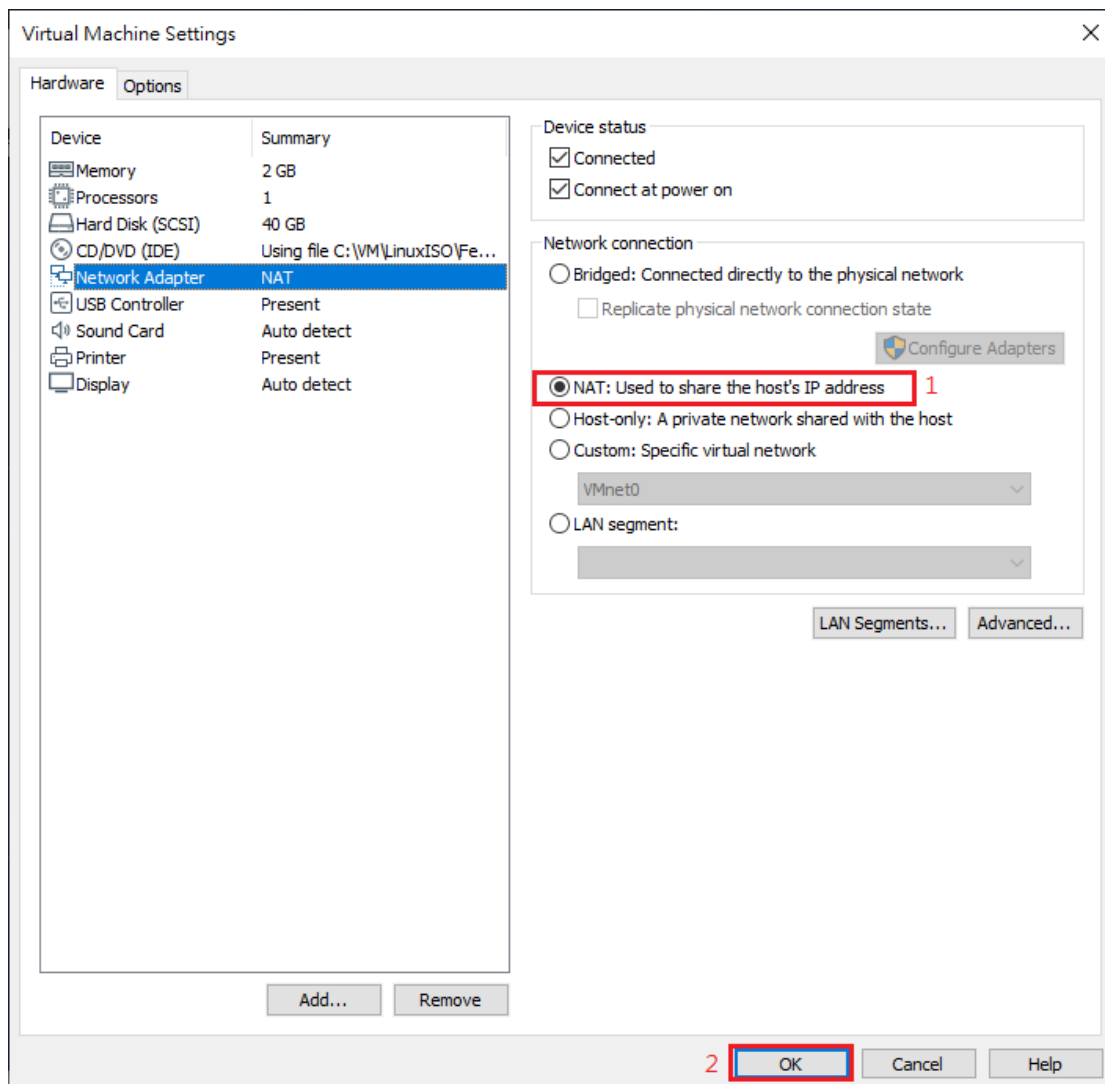 Virtual Machine Settings
Hardware Options
Device Summary
Memory 2 GB
Processors 1
Hard Disk (SCSI) 40 GB
CD/DVD (IDE) Using file C:\VM\LinuxISO\Fe...
Network Adapter NAT
USB Controller Present
Sound Card Auto detect
Printer Present
Display Auto detect
Add... Remove
Device status
Connected
Connect at power on
Network connection
Bridged: Connected directly to the physical network
Replicate physical network connection state
Configure Adapters
NAT: Used to share the host's IP address 1
Host-only: A private network shared with the host
Custom: Specific virtual network
VMnet0
LAN segment:
LAN Segments... Advanced...
2 OK Cancel Help